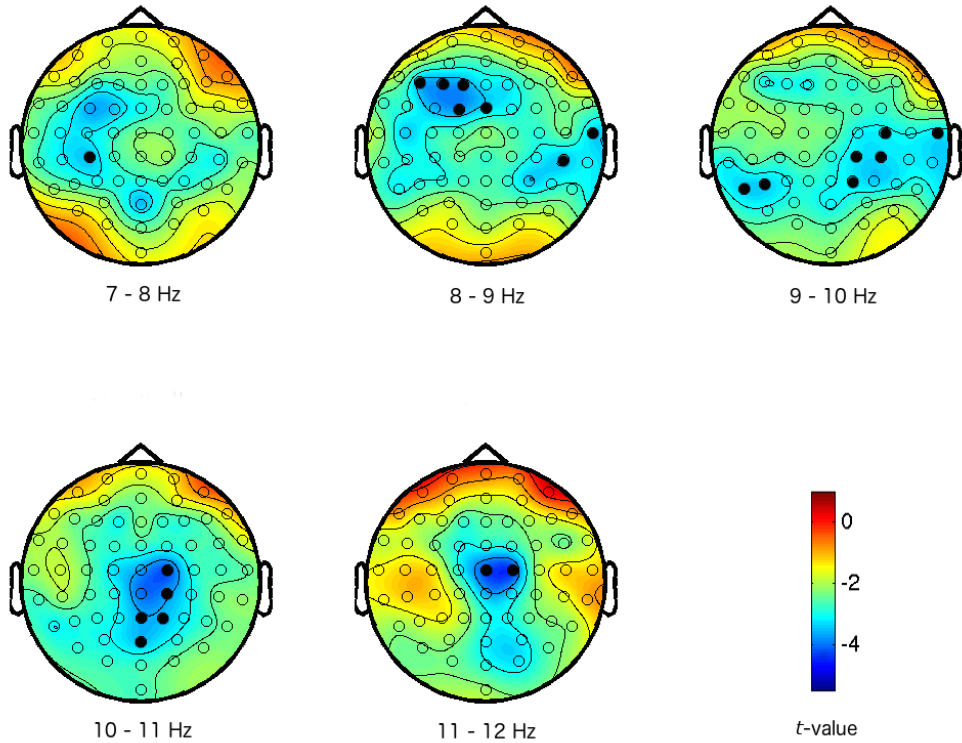 7 - 8 Hz
8 - 9 Hz
9 - 10 Hz
10 - 11 Hz
11 - 12 Hz
0
-2
-4
t-value